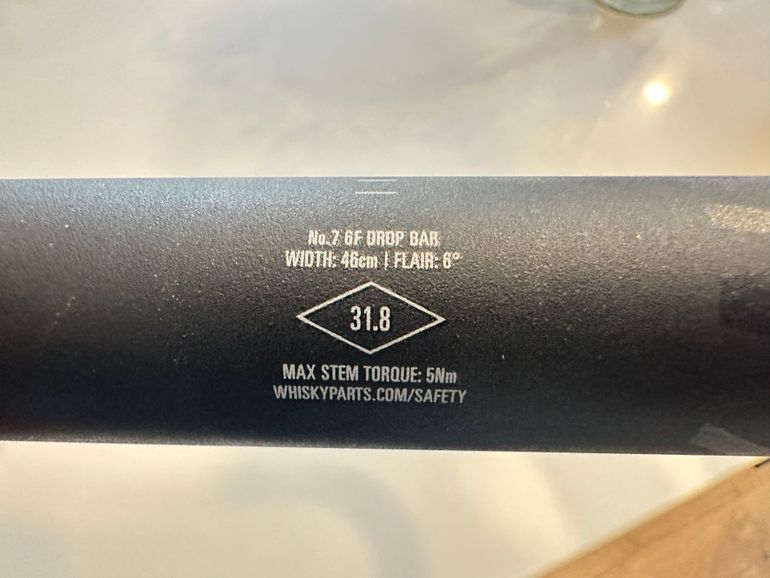 No.7 6F DROP BAR
WIDTH: 46cm | FLAIR: 6°
31.8
MAX STEM TORQUE: 5Nm
WHISKYPARTS.COM/SAFETY